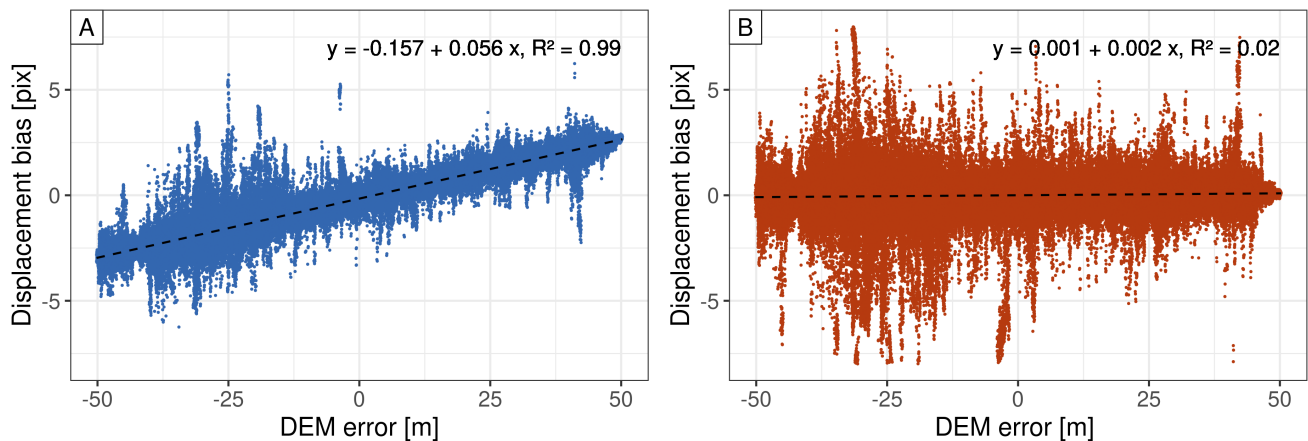 A
y = -0.157 + 0.056 x, R² = 0.99
Displacement bias [pix]
5
0
-5
-50
-25
0
25
50
DEM error [m]
B
y = 0.001 + 0.002 x, R² = 0.02
Displacement bias [pix]
5
0
-5
-50
-25
0
25
50
DEM error [m]